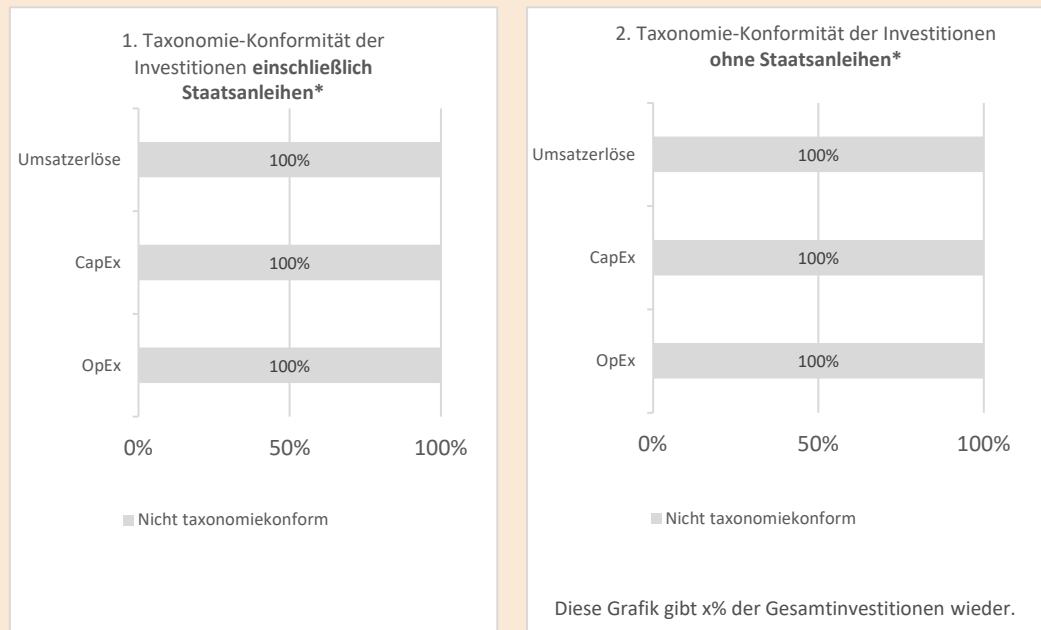 1. Taxonomie-Konformität der
Investitionen einschließlich
Staatsanleihen*
Umsatzerlöse
100%
CapEx
100%
OpEx
100%
0%
50%
100%
Nicht taxonomiekonform
2. Taxonomie-Konformität der Investitionen
ohne Staatsanleihen*
Umsatzerlöse
100%
CapEx
100%
OpEx
100%
0%
50%
100%
Nicht taxonomiekonform
Diese Grafik gibt x% der Gesamtinvestitionen wieder.